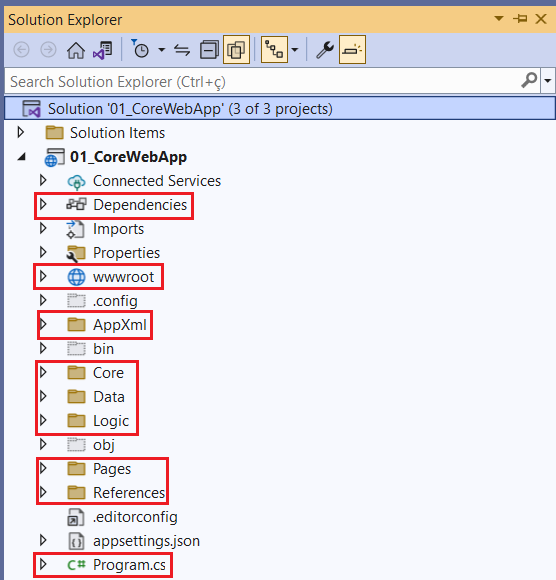 Solution Explorer
Search Solution Explorer (Ctrl+ç)
Solution '01_CoreWebApp' (3 of 3 projects)
Solution Items
01_CoreWebApp
Connected Services
Dependencies
Imports
Properties
wwwroot
.config
AppXml
bin
Core
Data
Logic
obj
Pages
References
.editorconfig
appsettings.json
C# Program.cs